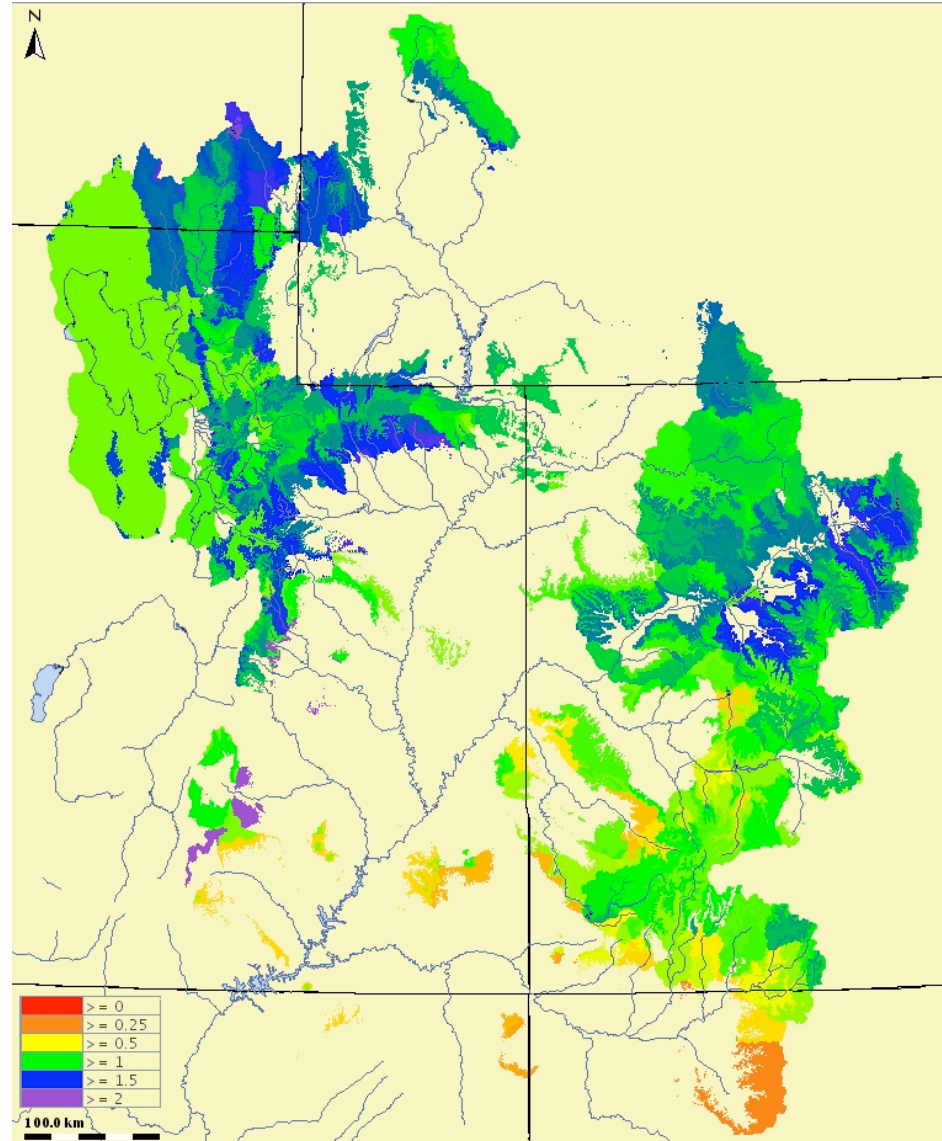 N
> = 0
> = 0.25
> = 0.5
> = 1
> = 1.5
> = 2
100.0 km